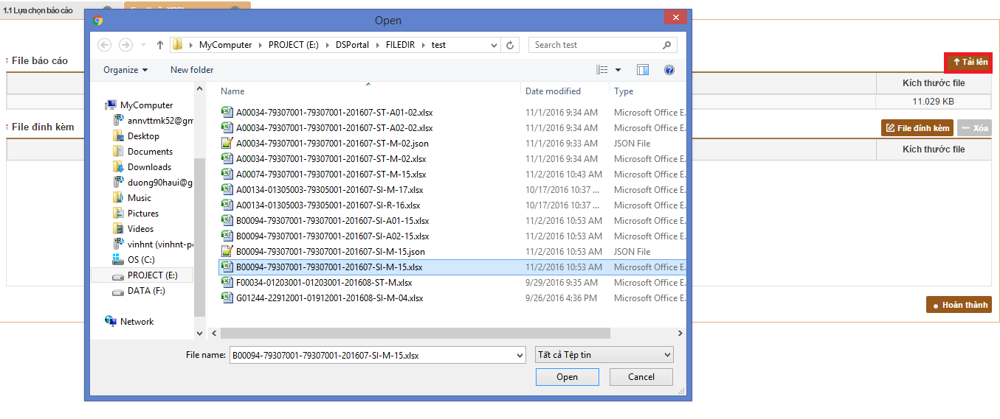 1.1 Lựa chọn báo cáo
Open
MyComputer
PROJECT (E:)
DSPortal
FILEDIR
test
Search test
Organize
New folder
File báo cáo
Tải lên
Kích thước file
11.029 KB
File đính kèm
File đính kèm
Xóa
Kích thước file
Hoàn thành
MyComputer
annvttmk52@gm
Desktop
Documents
Downloads
duong90haui@g
Music
Pictures
Videos
vinhnt (vinhnt-p
OS (C:)
PROJECT (E:)
DATA (F:)
Network
Name Date modified Type
A00034-79307001-79307001-201607-ST-A01-02.xlsx 11/1/2016 9:34 AM Microsoft Office E.
A00034-79307001-79307001-201607-ST-A02-02.xlsx 11/1/2016 9:34 AM Microsoft Office E.
A00034-79307001-79307001-201607-ST-M-02.json 11/1/2016 9:33 AM JSON File
A00034-79307001-79307001-201607-ST-M-02.xlsx 11/1/2016 9:34 AM Microsoft Office E.
A00074-79307001-79307001-201607-ST-M-15.xlsx 11/2/2016 10:43 AM Microsoft Office E.
A00134-01305003-79305001-201607-SI-M-17.xlsx 10/17/2016 10:37 ... Microsoft Office E.
A00134-01305003-79305001-201607-SI-R-16.xlsx 10/17/2016 10:37 ... Microsoft Office E.
B00094-79307001-79307001-201607-SI-A01-15.xlsx 11/2/2016 10:53 AM Microsoft Office E.
B00094-79307001-79307001-201607-SI-A02-15.xlsx 11/2/2016 10:53 AM Microsoft Office E.
B00094-79307001-79307001-201607-SI-M-15.json 11/2/2016 10:53 AM JSON File
B00094-79307001-79307001-201607-SI-M-15.xlsx 11/2/2016 10:53 AM Microsoft Office E.
F00034-01203001-01203001-201608-ST-M.xlsx 9/29/2016 9:35 AM Microsoft Office E.
G01244-22912001-01912001-201608-SI-M-04.xlsx 9/26/2016 4:36 PM Microsoft Office E.
File name: B00094-79307001-79307001-201607-SI-M-15.xlsx
Tất cả Tệp tin
Open
Cancel